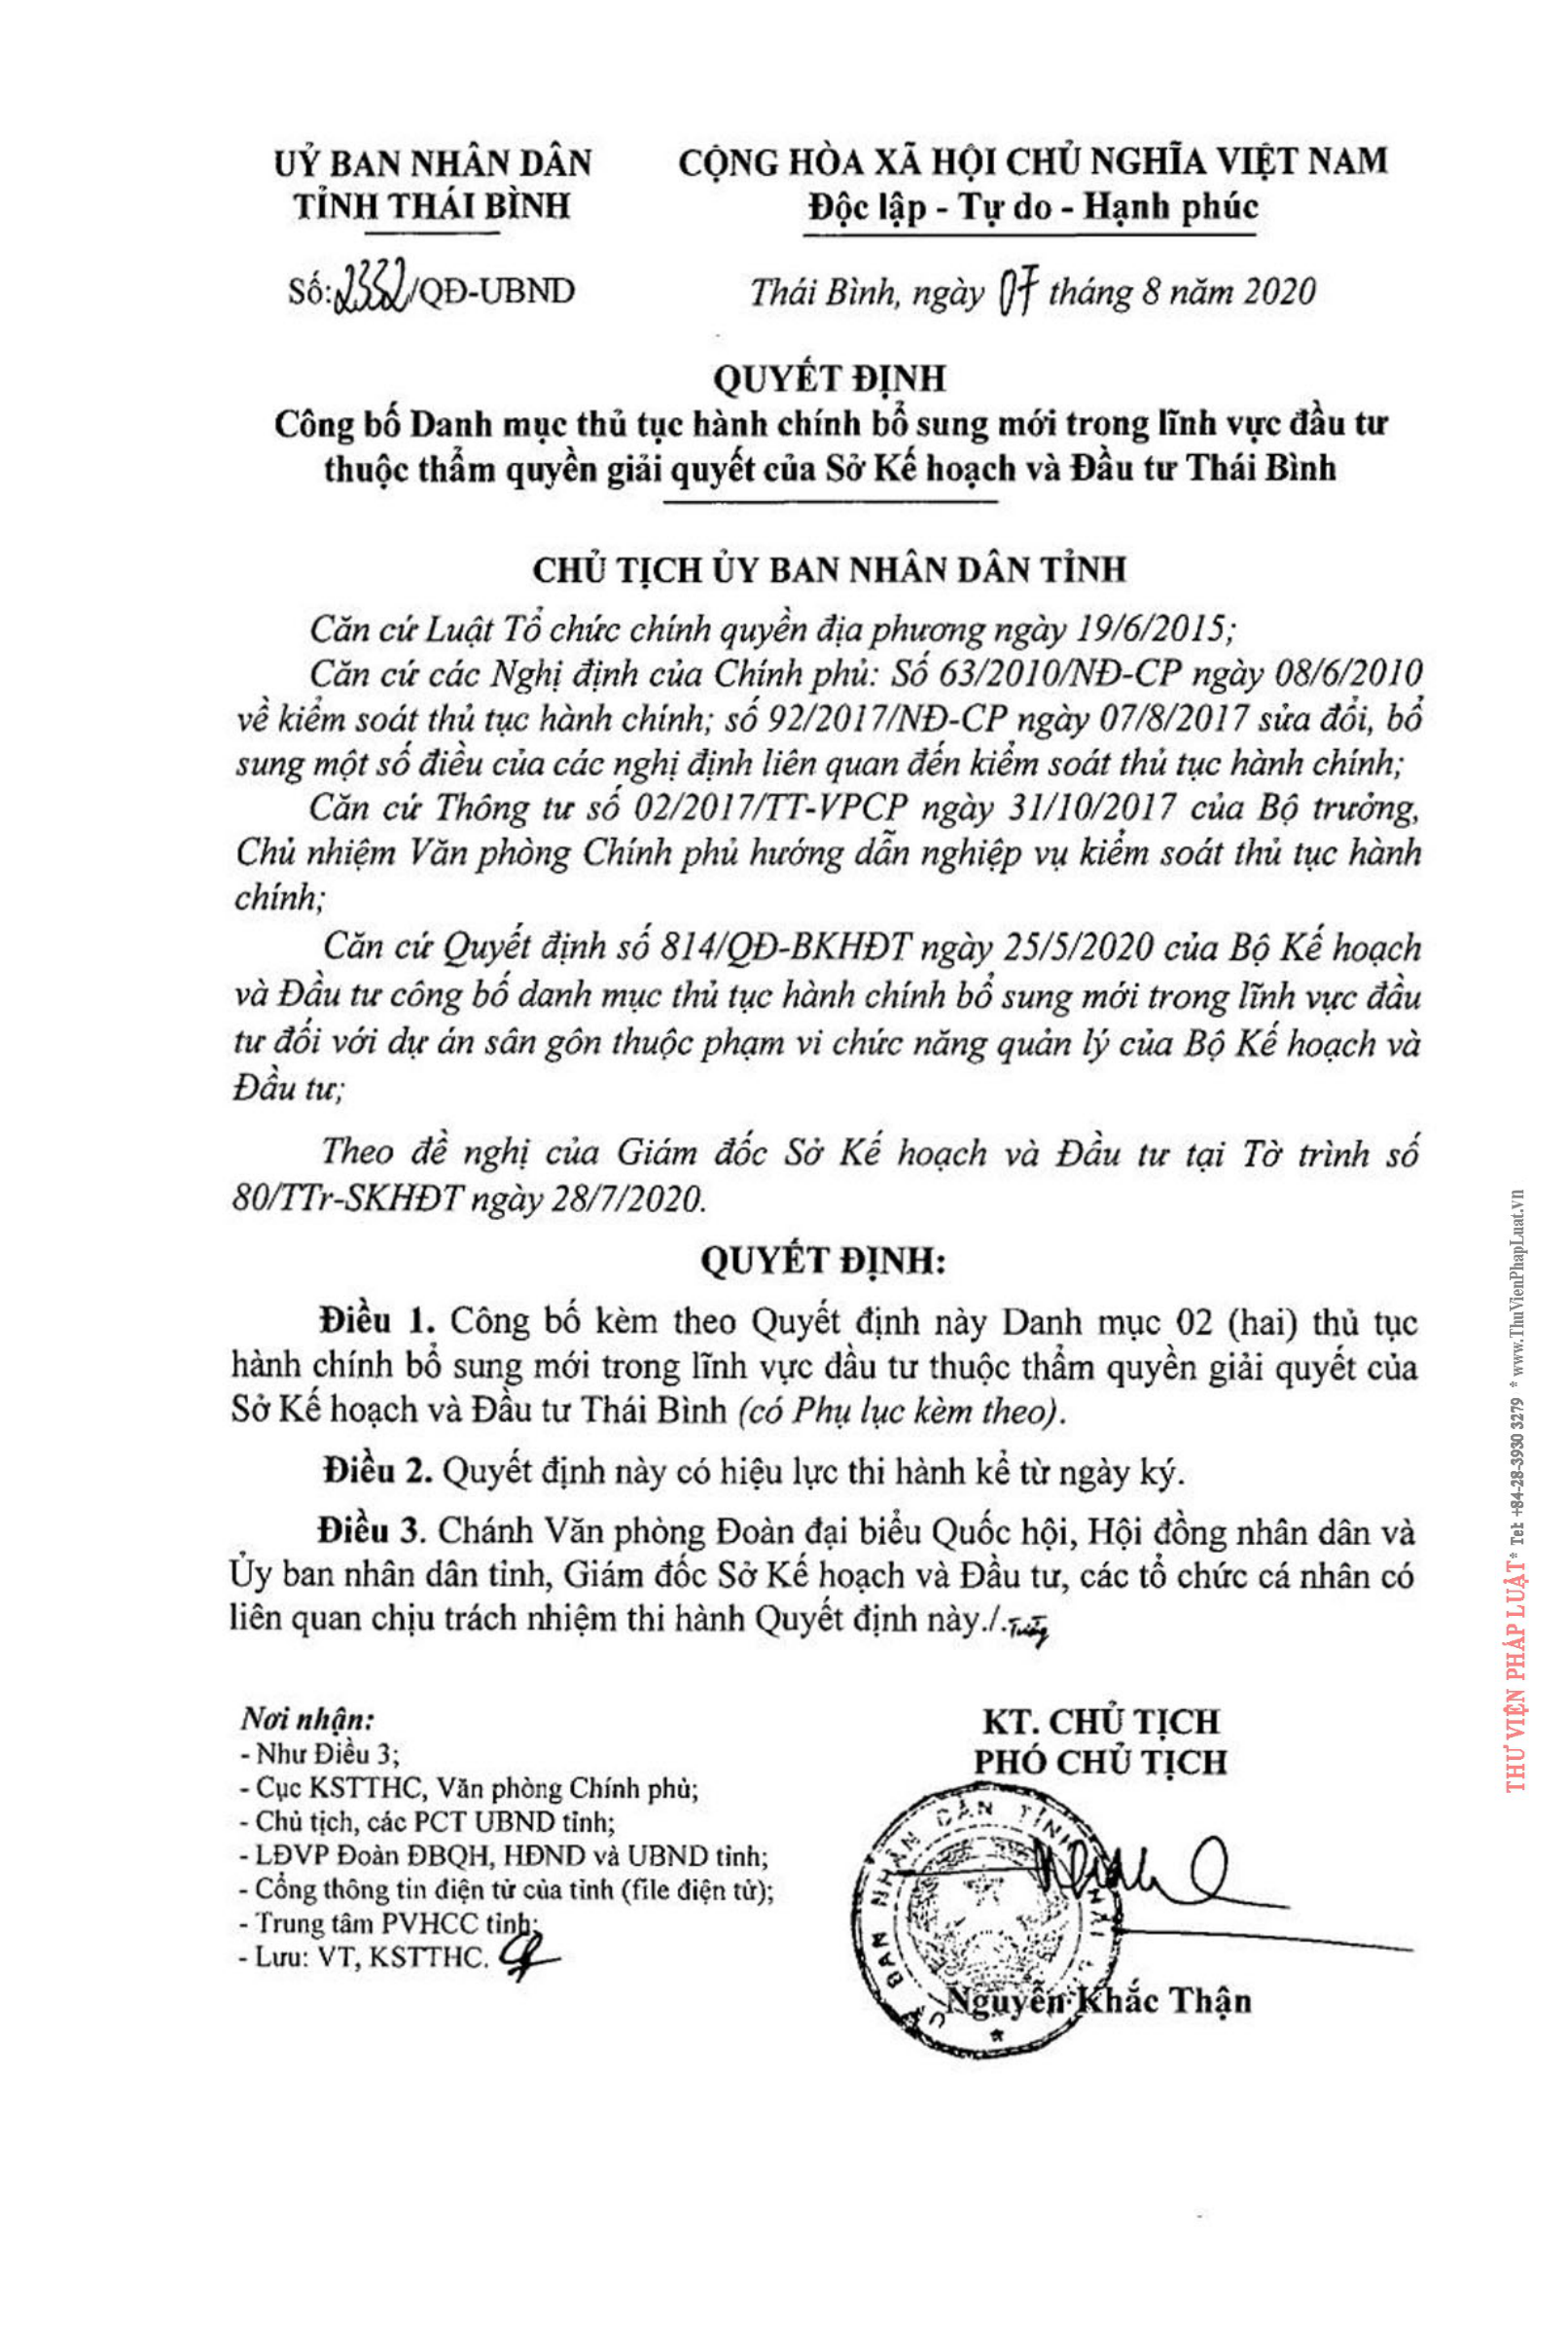 UỶ BAN NHÂN DÂN
TỈNH THÁI BÌNH
CỘNG HÒA XÃ HỘI CHỦ NGHĨA VIỆT NAM
Độc lập - Tự do - Hạnh phúc
Số:2332/QĐ-UBND
Thái Bình, ngày 07 tháng 8 năm 2020
QUYẾT ĐỊNH
Công bố Danh mục thủ tục hành chính bổ sung mới trong lĩnh vực đầu tư
thuộc thẩm quyền giải quyết của Sở Kế hoạch và Đầu tư Thái Bình
CHỦ TỊCH ỦY BAN NHÂN DÂN TỈNH
Căn cứ Luật Tổ chức chính quyền địa phương ngày 19/6/2015;
Căn cứ các Nghị định của Chính phủ: Số 63/2010/NĐ-CP ngày 08/6/2010
về kiểm soát thủ tục hành chính; số 92/2017/NĐ-CP ngày 07/8/2017 sửa đổi, bổ
sung một số điều của các nghị định liên quan đến kiểm soát thủ tục hành chính;
Căn cứ Thông tư số 02/2017/TT-VPCP ngày 31/10/2017 của Bộ trưởng,
Chủ nhiệm Văn phòng Chính phủ hướng dẫn nghiệp vụ kiểm soát thủ tục hành
chính;
Căn cứ Quyết định số 814/QĐ-BKHĐT ngày 25/5/2020 của Bộ Kế hoạch
và Đầu tư công bố danh mục thủ tục hành chính bổ sung mới trong lĩnh vực đầu
tư đối với dự án sân gôn thuộc phạm vi chức năng quản lý của Bộ Kế hoạch và
Đầu tư;
Theo đề nghị của Giám đốc Sở Kế hoạch và Đầu tư tại Tờ trình số
80/TTr-SKHĐT ngày 28/7/2020.
QUYẾT ĐỊNH:
Điều 1. Công bố kèm theo Quyết định này Danh mục 02 (hai) thủ tục
hành chính bổ sung mới trong lĩnh vực đầu tư thuộc thẩm quyền giải quyết của
Sở Kế hoạch và Đầu tư Thái Bình (có Phụ lục kèm theo).
Điều 2. Quyết định này có hiệu lực thi hành kể từ ngày ký.
Điều 3. Chánh Văn phòng Đoàn đại biểu Quốc hội, Hội đồng nhân dân và
Ủy ban nhân dân tỉnh, Giám đốc Sở Kế hoạch và Đầu tư, các tổ chức cá nhân có
liên quan chịu trách nhiệm thi hành Quyết định này./.
Nơi nhận:
- Như Điều 3;
- Cục KSTTHC, Văn phòng Chính phủ;
- Chủ tịch, các PCT UBND tỉnh;
- LĐVP Đoàn ĐBQH, HĐND và UBND tỉnh;
- Cổng thông tin điện tử của tỉnh (file điện tử);
- Trung tâm PVHCC tỉnh;
- Lưu: VT, KSTTHC.
KT. CHỦ TỊCH
PHÓ CHỦ TỊCH
ỦY BAN NHÂN DÂN TỈNH
Nguyễn Khắc Thận
THƯ VIỆN PHÁP LUẬT * Tel: +84-28-3930 3279 * www.ThuVienPhapLuat.vn